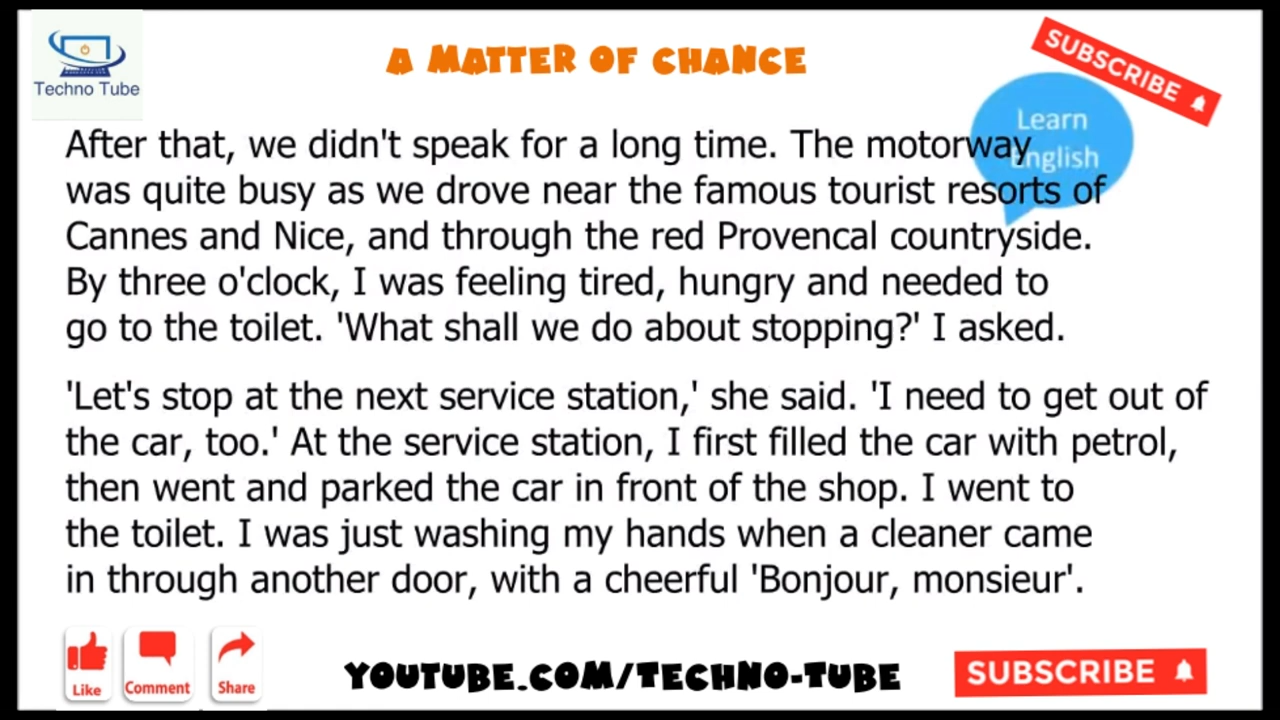 Techno Tube
A MATTER OF CHANCE
SUBSCRIBE
Learn
English
After that, we didn't speak for a long time. The motorway
was quite busy as we drove near the famous tourist resorts of
Cannes and Nice, and through the red Provencal countryside.
By three o'clock, I was feeling tired, hungry and needed to
go to the toilet. 'What shall we do about stopping?' I asked.
'Let's stop at the next service station,' she said. 'I need to get out of
the car, too.' At the service station, I first filled the car with petrol,
then went and parked the car in front of the shop. I went to
the toilet. I was just washing my hands when a cleaner came
in through another door, with a cheerful 'Bonjour, monsieur'.
Like
Comment
Share
YOUTUBE.COM/TECHNO-TUBE
SUBSCRIBE